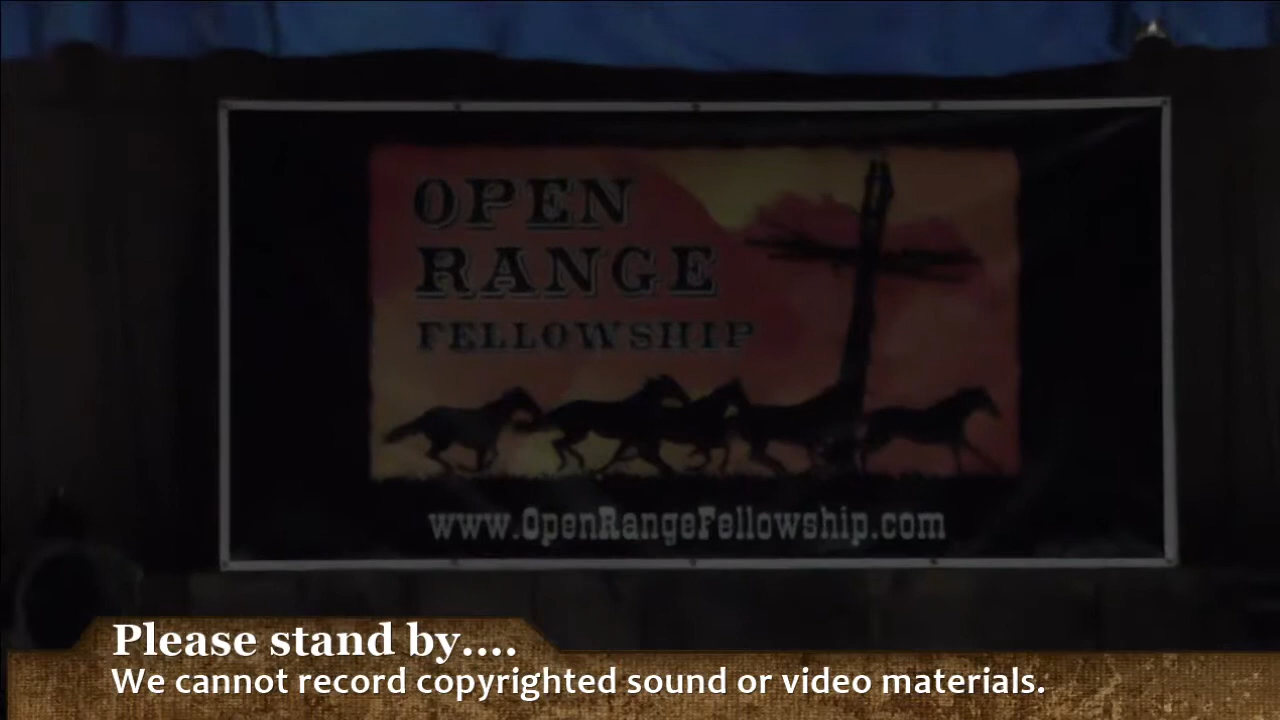 OPEN
RANGE
FELLOWSHIP
www.OpenRangeFellowship.com
Please stand by....
We cannot record copyrighted sound or video materials.